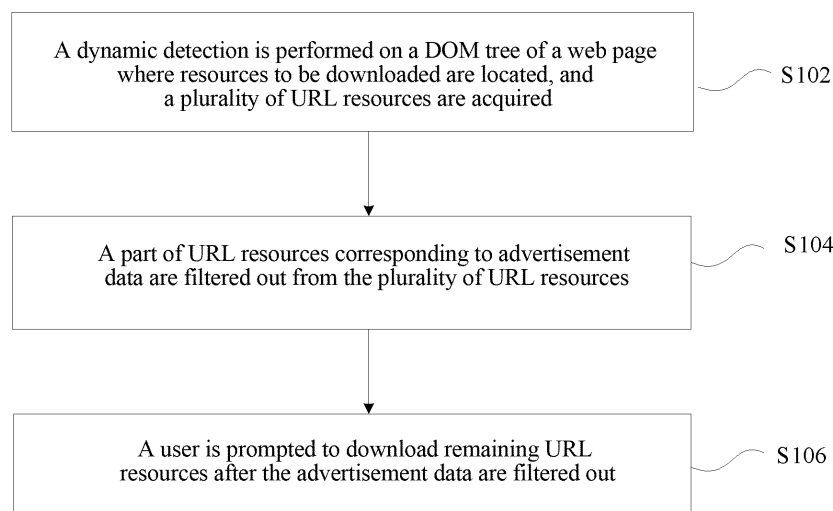 A dynamic detection is performed on a DOM tree of a web page
where resources to be downloaded are located, and
a plurality of URL resources are acquired
S102
A part of URL resources corresponding to advertisement
data are filtered out from the plurality of URL resources
S104
A user is prompted to download remaining URL
resources after the advertisement data are filtered out
S106